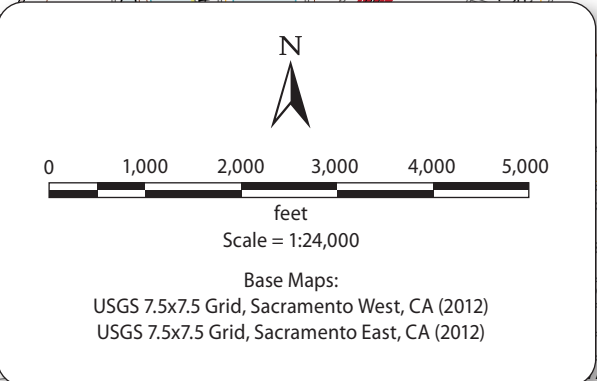 N
0 1,000 2,000 3,000 4,000 5,000
feet
Scale = 1:24,000
Base Maps:
USGS 7.5x7.5 Grid, Sacramento West, CA (2012)
USGS 7.5x7.5 Grid, Sacramento East, CA (2012)